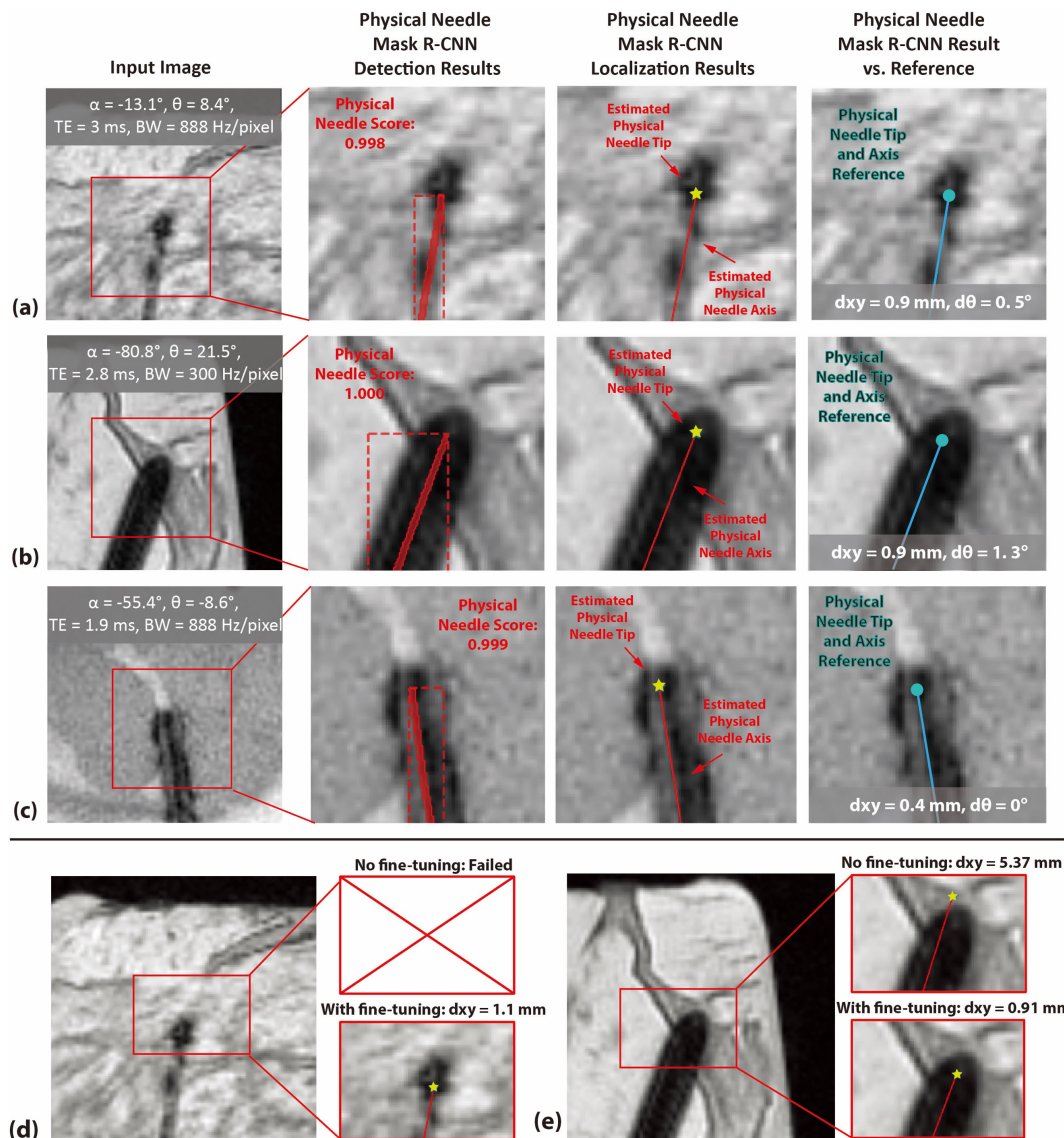 Input Image
Physical Needle
Mask R-CNN
Detection Results
Physical Needle
Mask R-CNN
Localization Results
Physical Needle
Mask R-CNN Result
vs. Reference
(a)
α = -13.1°, θ = 8.4°,
TE = 3 ms, BW = 888 Hz/pixel
Physical
Needle Score:
0.998
Estimated
Physical
Needle Tip
Estimated
Physical
Needle Axis
Physical
Needle Tip
and Axis
Reference
dxy = 0.9 mm, dθ = 0. 5°
(b)
α = -80.8°, θ = 21.5°,
TE = 2.8 ms, BW = 300 Hz/pixel
Physical
Needle Score:
1.000
Estimated
Physical
Needle Tip
Estimated
Physical
Needle Axis
Physical
Needle Tip
and Axis
Reference
dxy = 0.9 mm, dθ = 1.3°
(c)
α = -55.4°, θ = -8.6°,
TE = 1.9 ms, BW = 888 Hz/pixel
Physical
Needle Score:
0.999
Estimated
Physical
Needle Tip
Estimated
Physical
Needle Axis
Physical
Needle Tip
and Axis
Reference
dxy = 0.4 mm, dθ = 0°
(d)
No fine-tuning: Failed
With fine-tuning: dxy = 1.1 mm
(e)
No fine-tuning: dxy = 5.37 mm
With fine-tuning: dxy = 0.91 mm